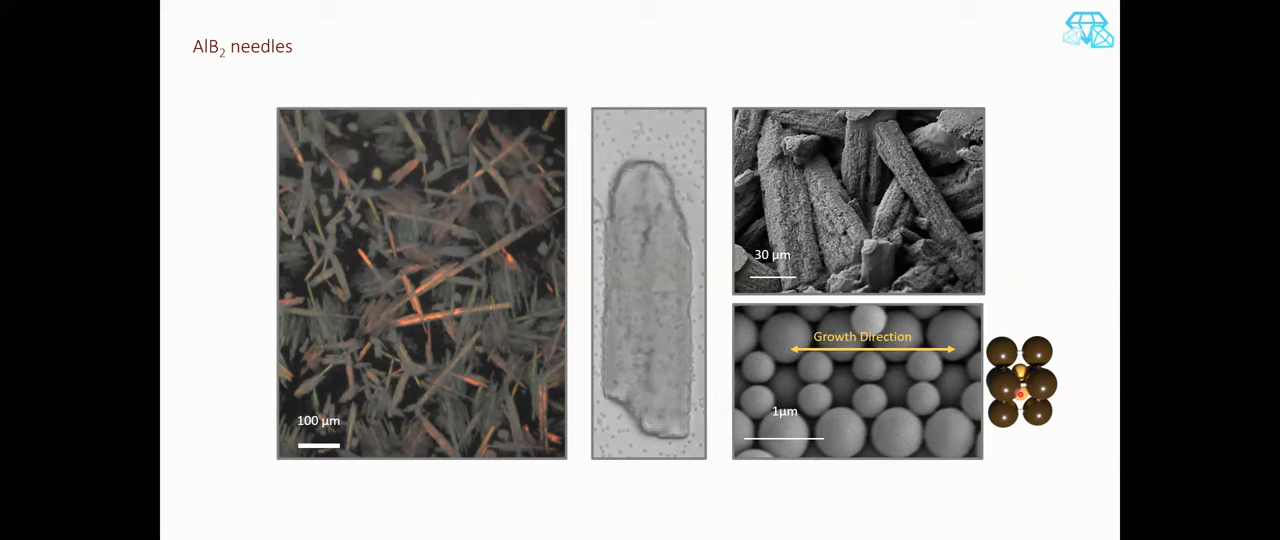 AlB₂ needles
100 µm
30 µm
Growth Direction
1µm